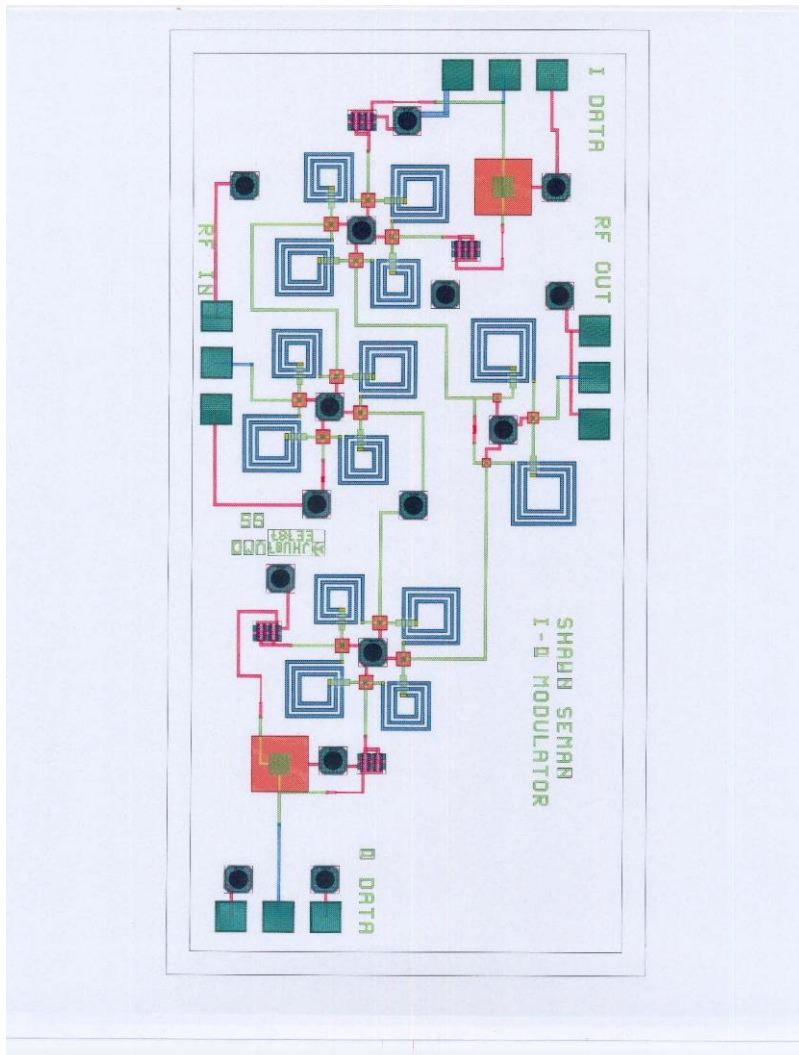 I DATA
RF OUT
RF IN
SHAWN SEMAN
I-Q MODULATOR
Q DATA